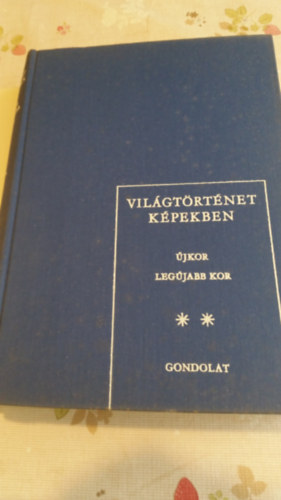 VILÁGTÖRTÉNET
KÉPEKBEN
ÚJKOR
LEGÚJABB KOR
* *
GONDOLAT